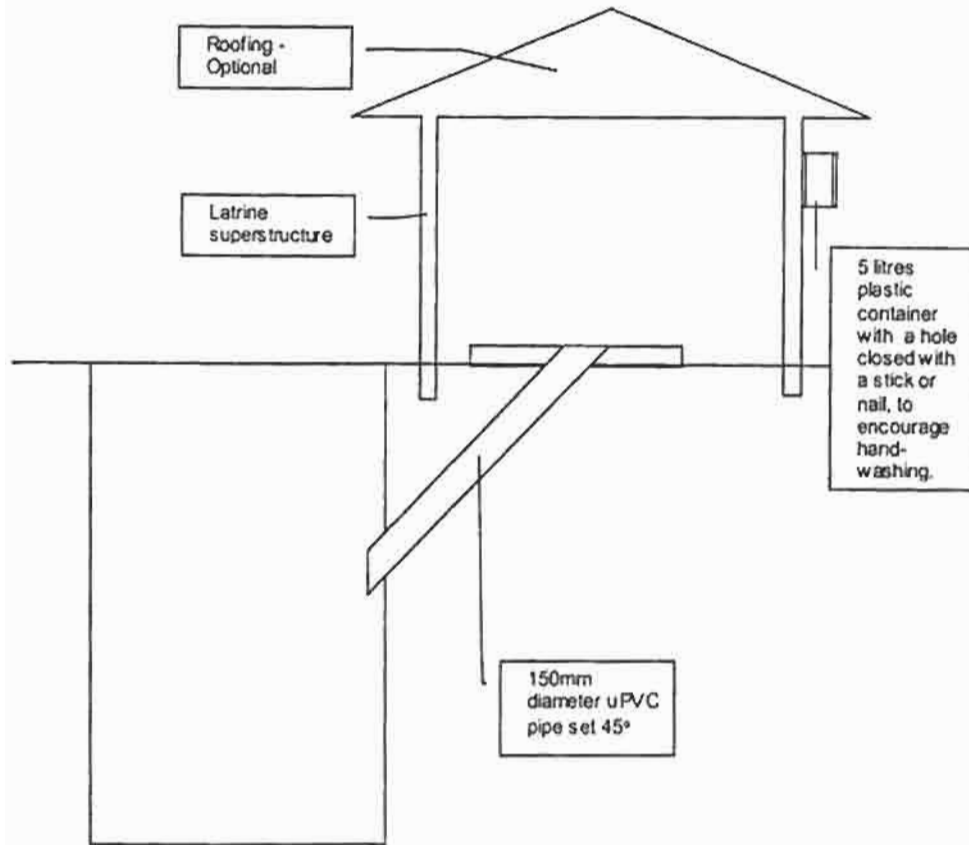 Roofing -
Optional
Latrine
superstructure
5 litres
plastic
container
with a hole
closed with
a stick or
nail, to
encourage
hand-
washing.
150mm
diameter uPVC
pipe set 45°